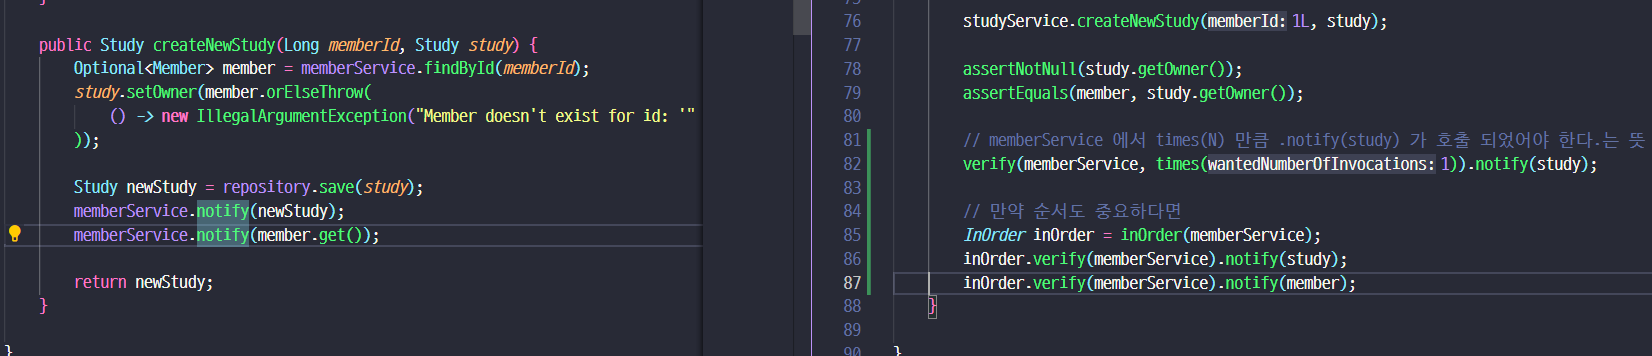 }
public Study createNewStudy(Long memberId, Study study) {
Optional<Member> member = memberService.findById(memberId);
study.setOwner(member.orElseThrow(
() -> new IllegalArgumentException("Member doesn't exist for id: '"
));
Study newStudy = repository.save(study);
memberService.notify(newStudy);
memberService.notify(member.get());
return newStudy;
}
}
75
76 studyService.createNewStudy(memberId: 1L, study);
77
78 assertNotNull(study.getOwner());
79 assertEquals(member, study.getOwner());
80
81 // memberService 에서 times(N) 만큼 .notify(study) 가 호출 되었어야 한다.는 뜻
82 verify(memberService, times(wantedNumberOfInvocations: 1)).notify(study);
83
84 // 만약 순서도 중요하다면
85 InOrder inOrder = inOrder(memberService);
86 inOrder.verify(memberService).notify(study);
87 inOrder.verify(memberService).notify(member);
88 }
89
90 }